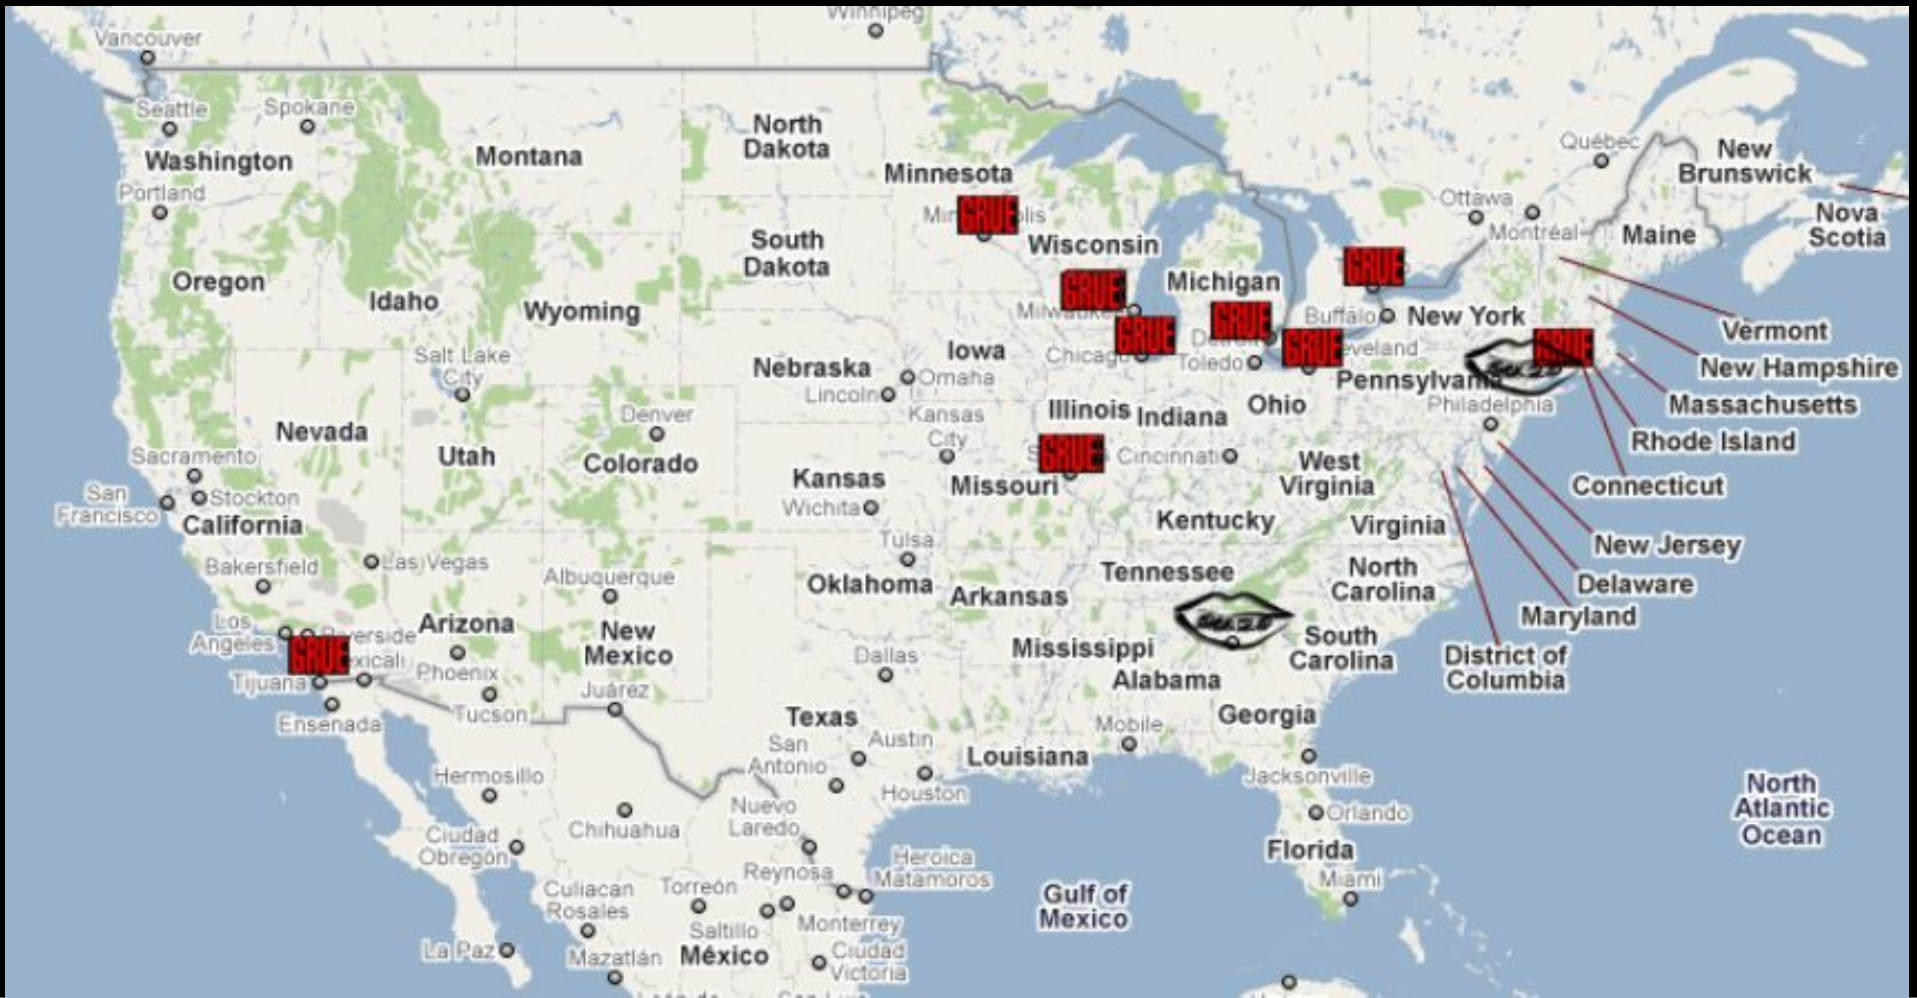 Winnipeg
Vancouver
Seattle
Spokane
Washington
Portland
Montana
North
Dakota
Minnesota
GRUE
Québec
New
Brunswick
Ottawa
Montréal
Maine
Nova
Scotia
Oregon
Idaho
Wyoming
South
Dakota
Wisconsin
GRUE
Michigan
GRUE
Buffalo
New York
Vermont
Chicago
GRUE
GRUE
Toledo
GRUE
GRUE
New Hampshire
Salt Lake
City
Nebraska
Iowa
Omaha
Lincoln
Pennsylvania
Philadelphia
Massachusetts
Rhode Island
Connecticut
Nevada
Utah
Denver
Colorado
Kansas
City
Illinois
Indiana
Ohio
GRUE
Cincinnati
Sacramento
San
Francisco
Stockton
California
Kansas
Wichita
Missouri
West
Virginia
Kentucky
Virginia
New Jersey
Delaware
Maryland
District of
Columbia
Bakersfield
Las Vegas
Albuquerque
Tulsa
Oklahoma
Arkansas
Tennessee
North
Carolina
Los
Angeles
Riverside
GRUE
Tijuana
Ensenada
Arizona
Phoenix
Tucson
New
Mexico
Juárez
Dallas
Mississippi
Alabama
South
Carolina
Georgia
Texas
Austin
San
Antonio
Houston
Louisiana
Mobile
Jacksonville
Orlando
Florida
Miami
Hermosillo
Ciudad
Obregón
Chihuahua
Nuevo
Laredo
Reynosa
Heroica
Matamoros
Culiacan
Rosales
Torreón
Saltillo
Monterrey
La Paz
Mazatlán
México
Ciudad
Victoria
Gulf of
Mexico
North
Atlantic
Ocean